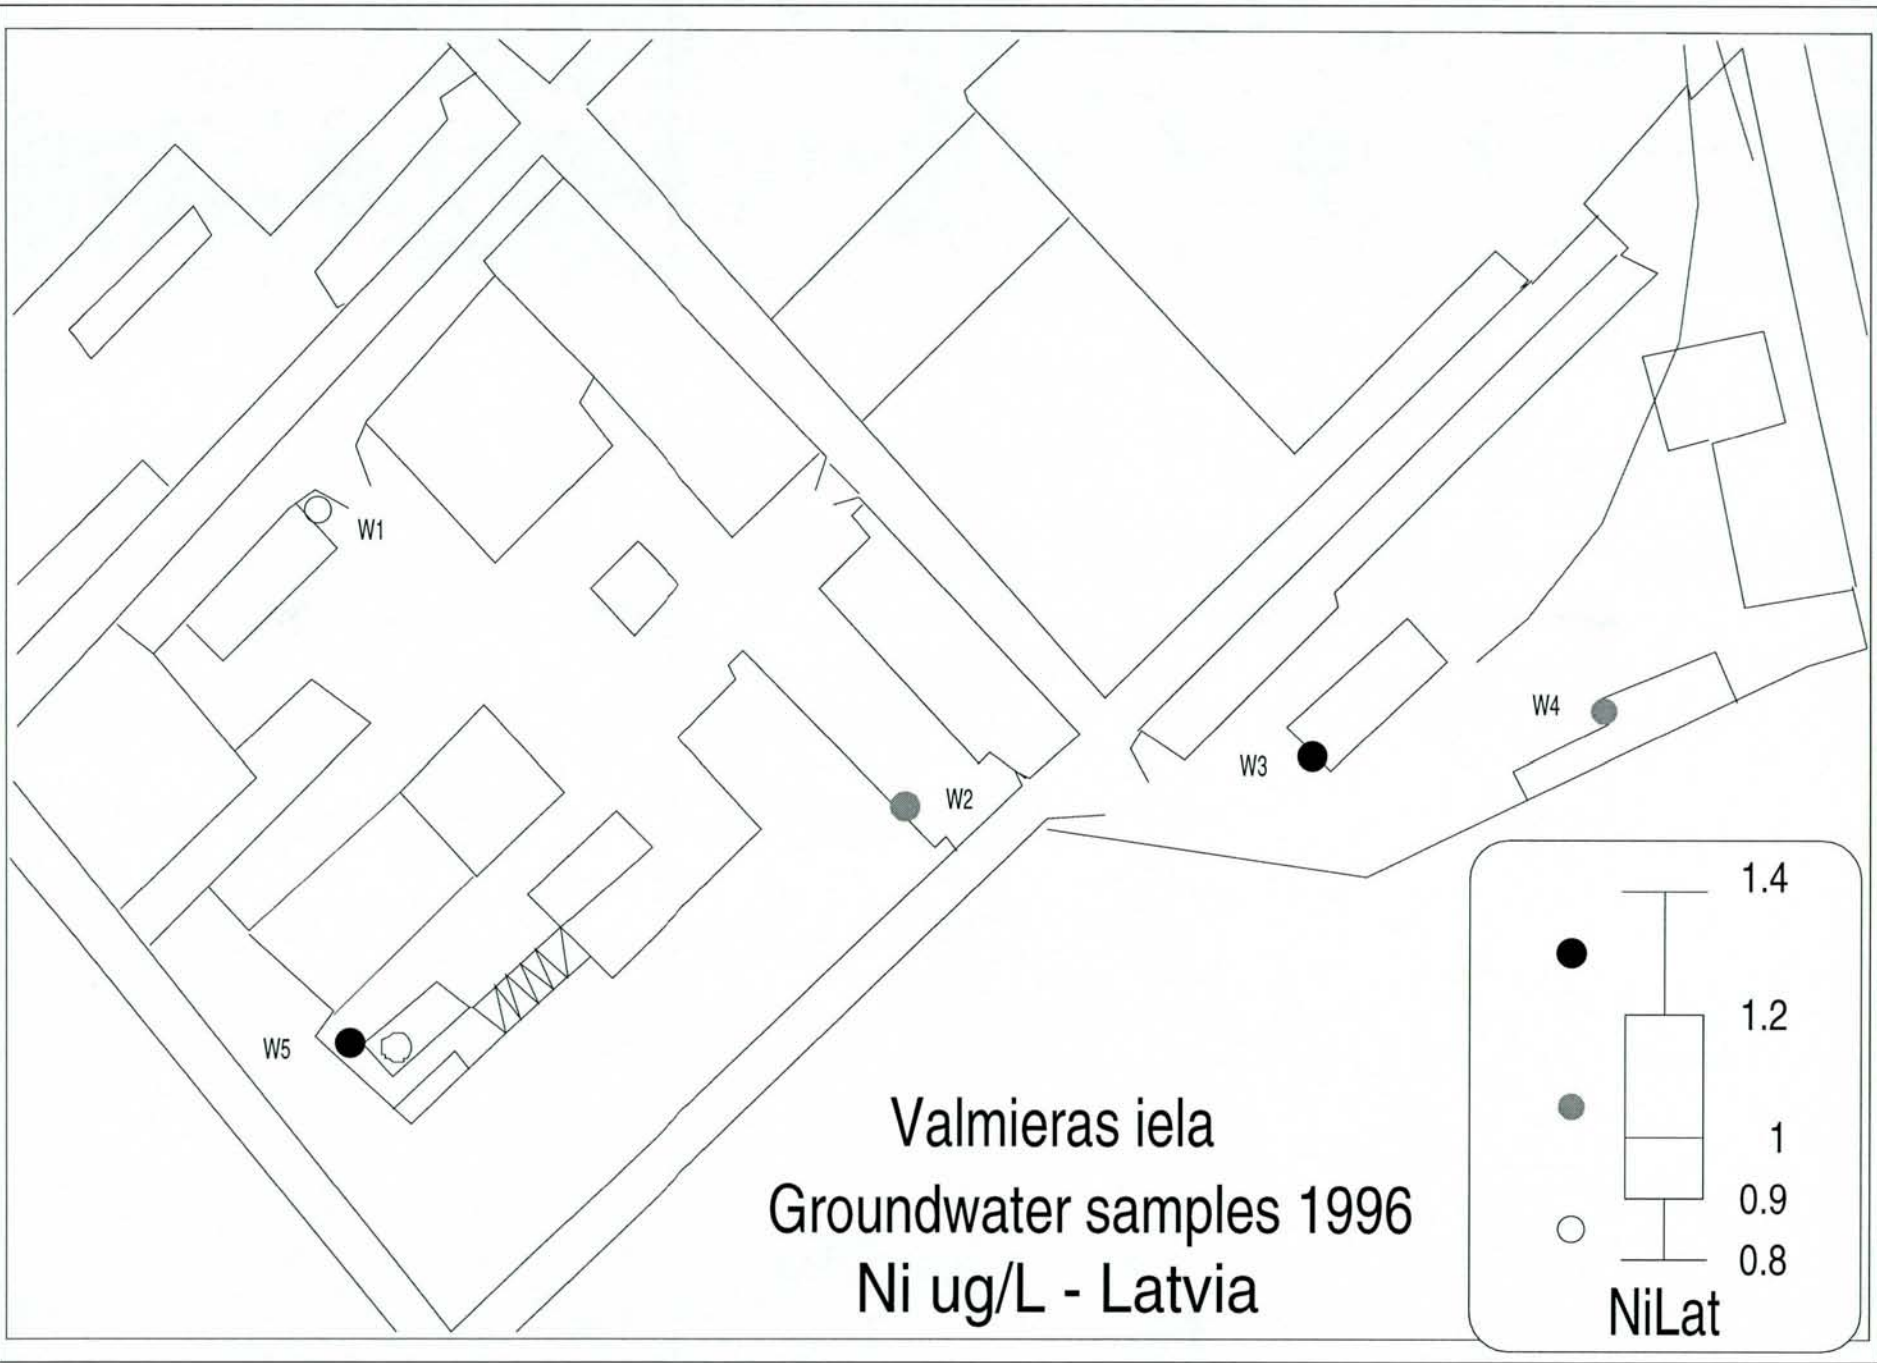 W1
W4
W3
W2
W5
Valmieras iela
Groundwater samples 1996
Ni ug/L - Latvia
1.4
1.2
1
0.9
0.8
NiLat